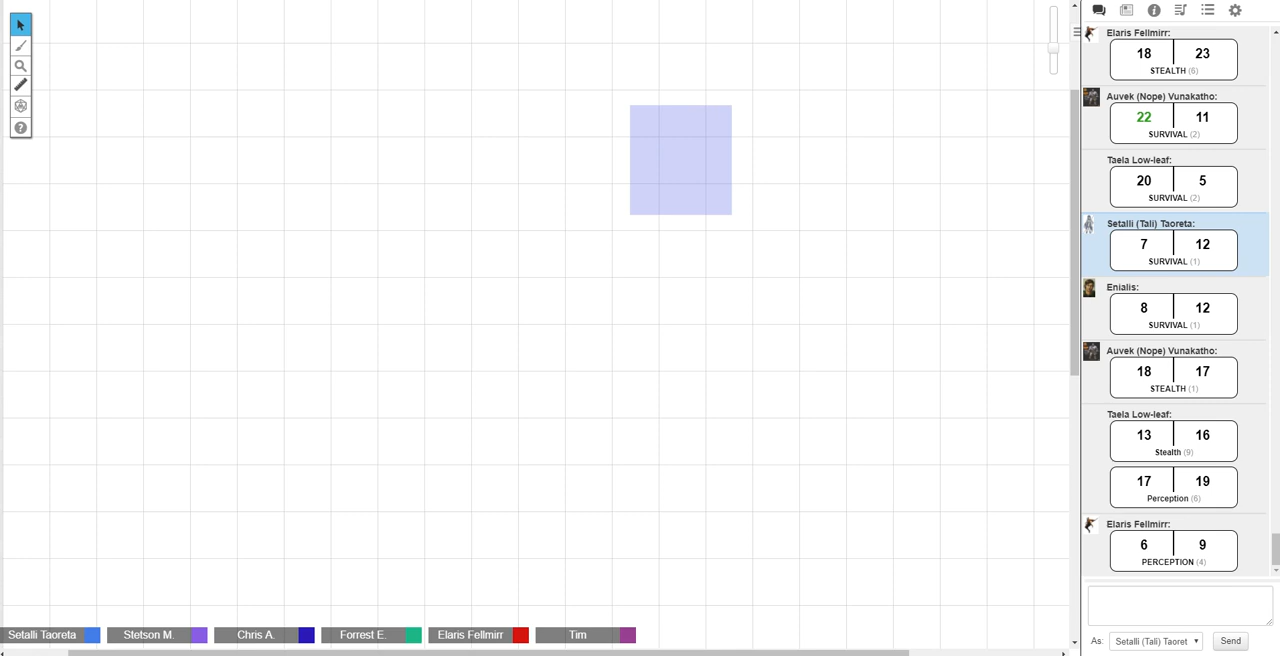 Elaris Fellmirr:
18 23
STEALTH (6)
Auvek (Nope) Vunakatho:
22 11
SURVIVAL (2)
Taela Low-leaf:
20 5
SURVIVAL (2)
Setalli (Tali) Taoreta:
7 12
SURVIVAL (1)
Enialis:
8 12
SURVIVAL (1)
Auvek (Nope) Vunakatho:
18 17
STEALTH (1)
Taela Low-leaf:
13 16
Stealth (9)
17 19
Perception (6)
Elaris Fellmirr:
6 9
PERCEPTION (4)
As: Setalli (Tali) Taoret Send
Setalli Taoreta Stetson M. Chris A. Forrest E. Elaris Fellmirr Tim